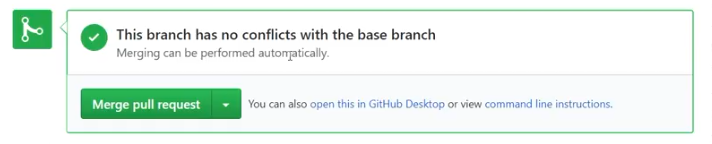 This branch has no conflicts with the base branch
Merging can be performed automatically.
Merge pull request You can also open this in GitHub Desktop or view command line instructions.